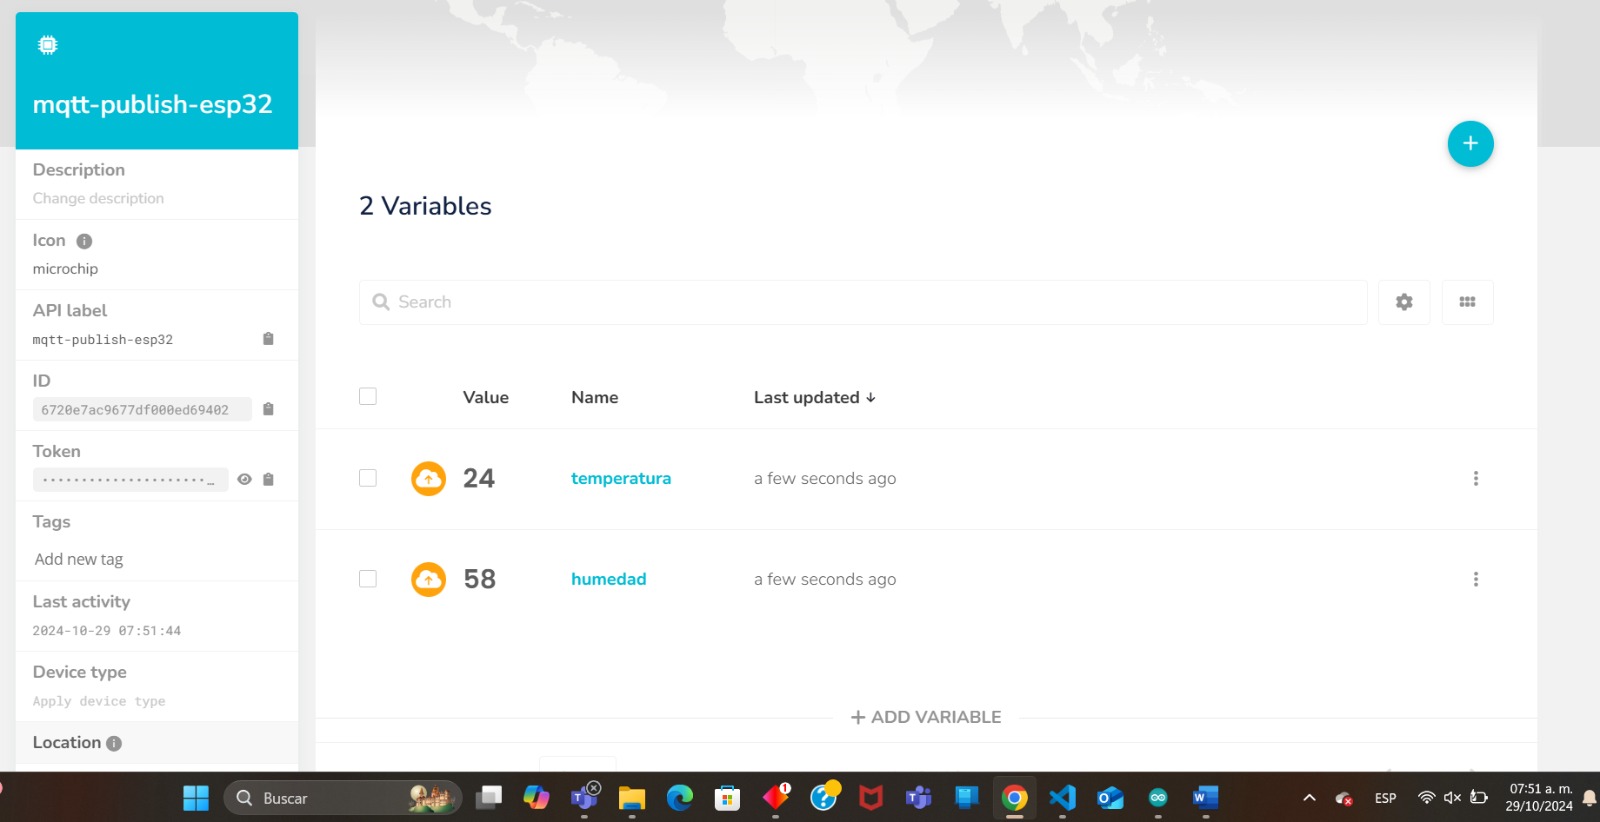 mqtt-publish-esp32
Description
Change description
Icon
microchip
API label
mqtt-publish-esp32
ID
6720e7ac9677df000ed69402
Token
Tags
Add new tag
Last activity
2024-10-29 07:51:44
Device type
Apply device type
Location
2 Variables
Search
Value Name Last updated
24 temperatura a few seconds ago
58 humedad a few seconds ago
+ ADD VARIABLE
Buscar
ESP
07:51 a. m.
29/10/2024